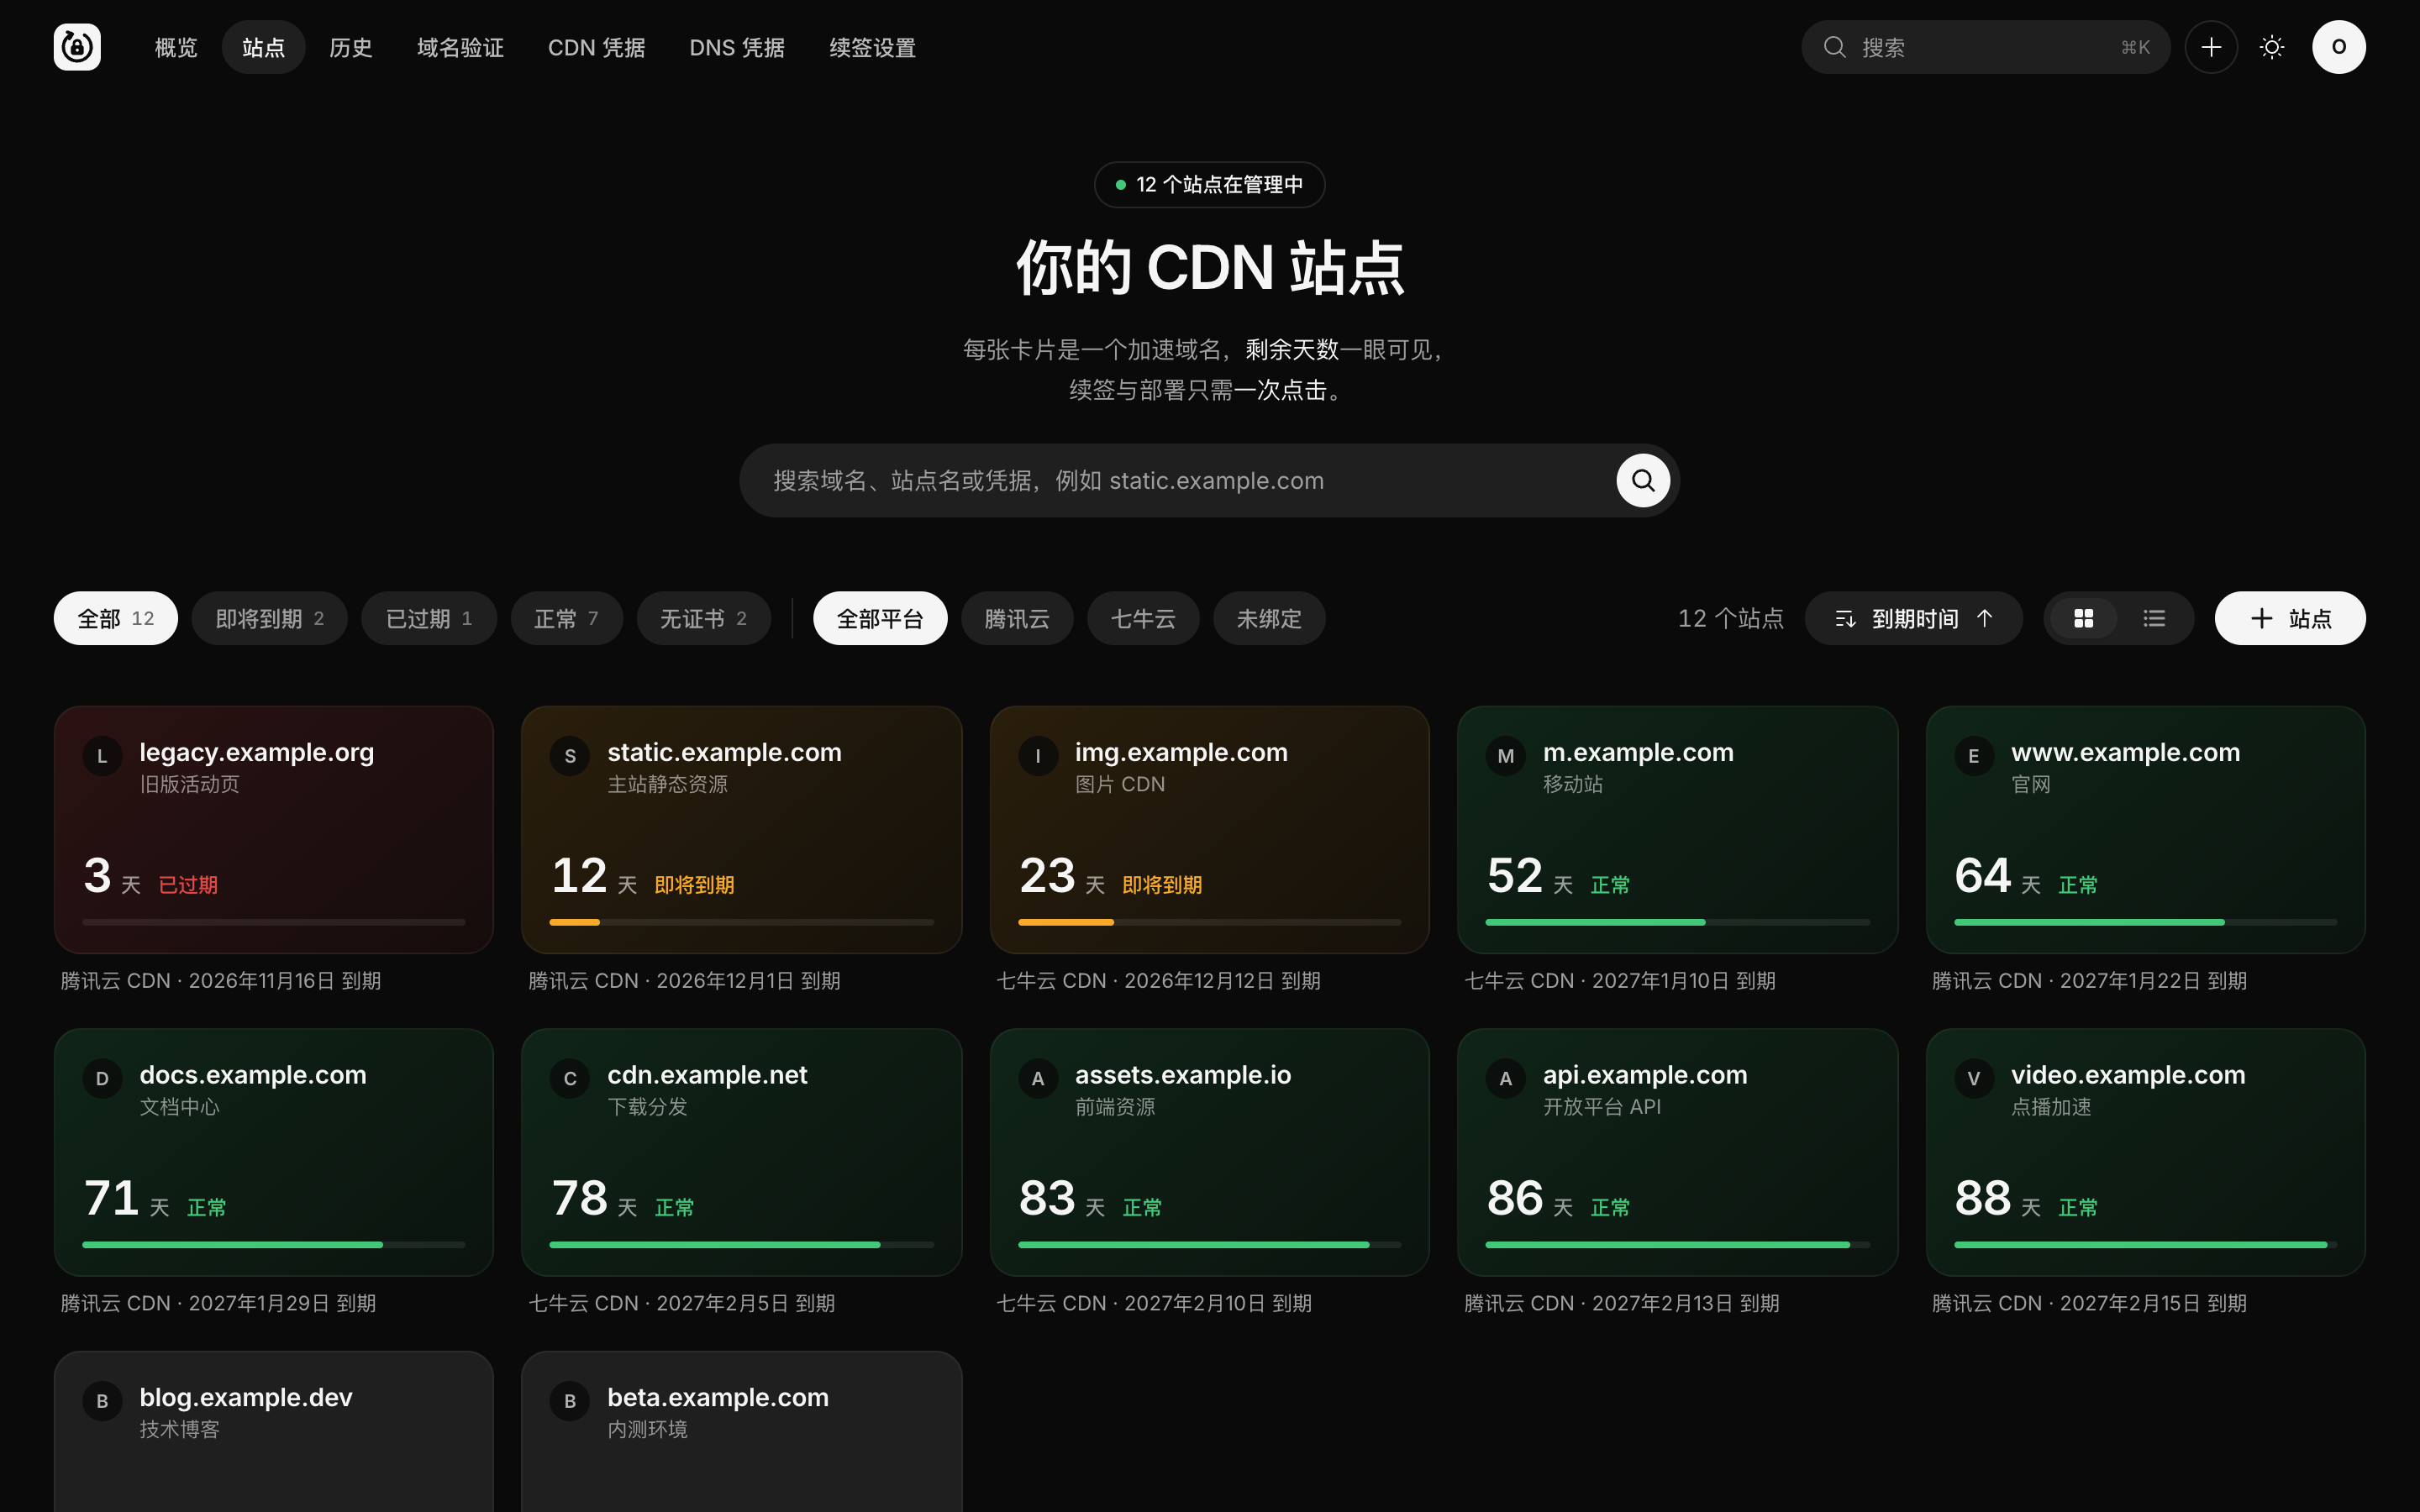 概览 站点 历史 域名验证 CDN 凭据 DNS 凭据 续签设置 搜索 ⌘K O
12 个站点在管理中
你的 CDN 站点
每张卡片是一个加速域名，剩余天数一眼可见，
续签与部署只需一次点击。
搜索域名、站点名或凭据，例如 static.example.com
全部 12 即将到期 2 已过期 1 正常 7 无证书 2 全部平台 腾讯云 七牛云 未绑定 12 个站点 到期时间 ↑ + 站点
L legacy.example.org
旧版活动页
3 天 已过期
腾讯云 CDN · 2026年11月16日 到期
S static.example.com
主站静态资源
12 天 即将到期
腾讯云 CDN · 2026年12月1日 到期
I img.example.com
图片 CDN
23 天 即将到期
七牛云 CDN · 2026年12月12日 到期
M m.example.com
移动站
52 天 正常
七牛云 CDN · 2027年1月10日 到期
E www.example.com
官网
64 天 正常
腾讯云 CDN · 2027年1月22日 到期
D docs.example.com
文档中心
71 天 正常
腾讯云 CDN · 2027年1月29日 到期
C cdn.example.net
下载分发
78 天 正常
七牛云 CDN · 2027年2月5日 到期
A assets.example.io
前端资源
83 天 正常
七牛云 CDN · 2027年2月10日 到期
A api.example.com
开放平台 API
86 天 正常
腾讯云 CDN · 2027年2月13日 到期
V video.example.com
点播加速
88 天 正常
腾讯云 CDN · 2027年2月15日 到期
B blog.example.dev
技术博客
B beta.example.com
内测环境